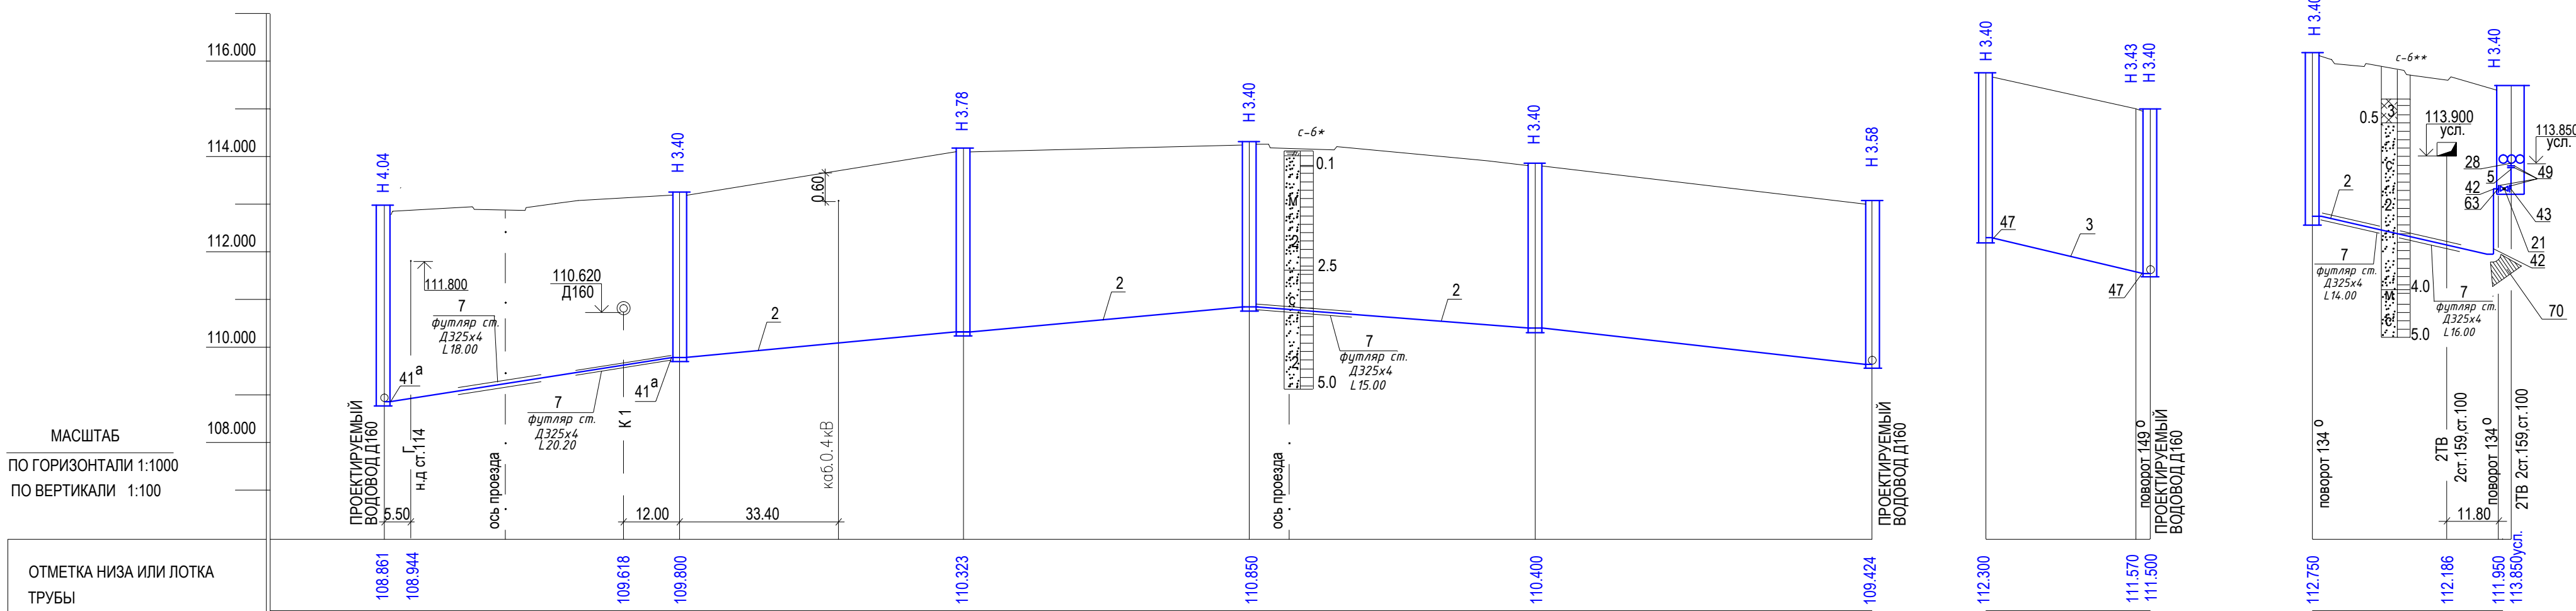 116.000
114.000
112.000
110.000
108.000
МАСШТАБ
ПО ГОРИЗОНТАЛИ 1:1000
ПО ВЕРТИКАЛИ 1:100
ОТМЕТКА НИЗА ИЛИ ЛОТКА
ТРУБЫ
Н 4.04
111.800
7
футляр ст.
Д325х4
L18.00
41а
ПРОЕКТИРУЕМЫЙ
ВОДОВОД Д160
5.50
Г
н.д ст.114
ось проезда
110.620
Д160
7
футляр ст.
Д325х4
L20.20
К 1
12.00
Н 3.40
41а
2
33.40
0.60
каб.0.4кВ
Н 3.78
2
Н 3.40
с-6*
0.1
М
2
2.5
С
2
5.0
7
футляр ст.
Д325х4
L15.00
ось проезда
2
Н 3.40
Н 3.58
ПРОЕКТИРУЕМЫЙ
ВОДОВОД Д160
Н 3.40
47
3
47
Н 3.43
Н 3.40
поворот 149 о
ПРОЕКТИРУЕМЫЙ
ВОДОВОД Д160
Н 3.40
2
7
футляр ст.
Д325х4
L14.00
поворот 134 о
с-6**
0.5
3
С
2
4.0
М
С
5.0
113.900
усл.
7
футляр ст.
Д325х4
L16.00
2ТВ
2ст.159,ст.100
11.80
Н 3.40
113.850
усл.
28
5
49
42
63
43
21
42
70
поворот 134 о
2ТВ 2ст.159,ст.100
108.861
108.944
109.618
109.800
110.323
110.850
110.400
109.424
112.300
111.570
111.500
112.750
112.186
111.950
113.850усл.